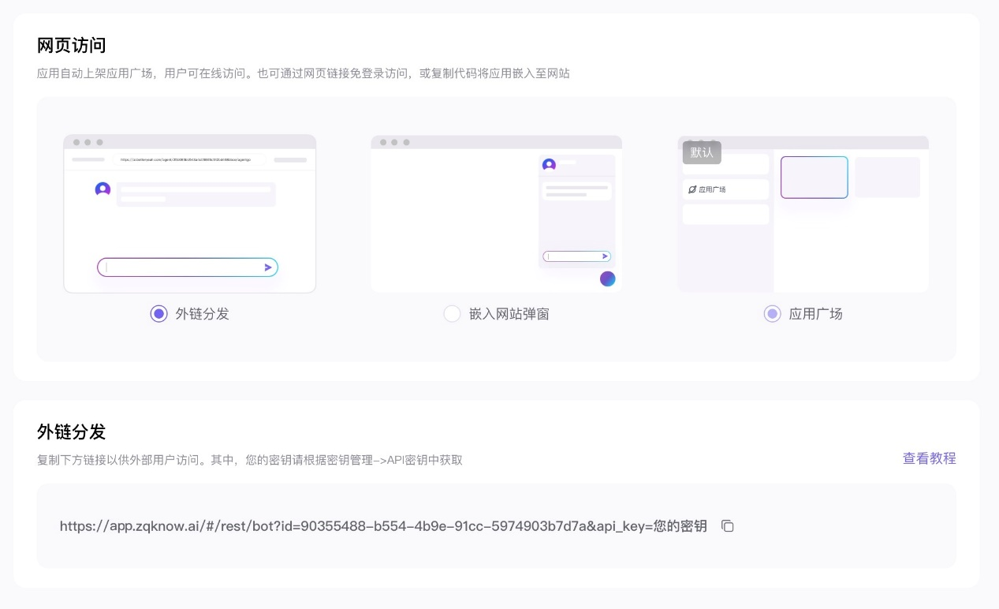 网页访问
应用自动上架应用广场，用户可在线访问。也可通过网页链接免登录访问，或复制代码将应用嵌入至网站
默认
应用广场
外链分发
嵌入网站弹窗
应用广场
外链分发
复制下方链接以供外部用户访问。其中，您的密钥请根据密钥管理->API密钥中获取
查看教程
https://app.zqknow.ai/#/rest/bot?id=90355488-b554-4b9e-91cc-5974903b7d7a&api_key=您的密钥